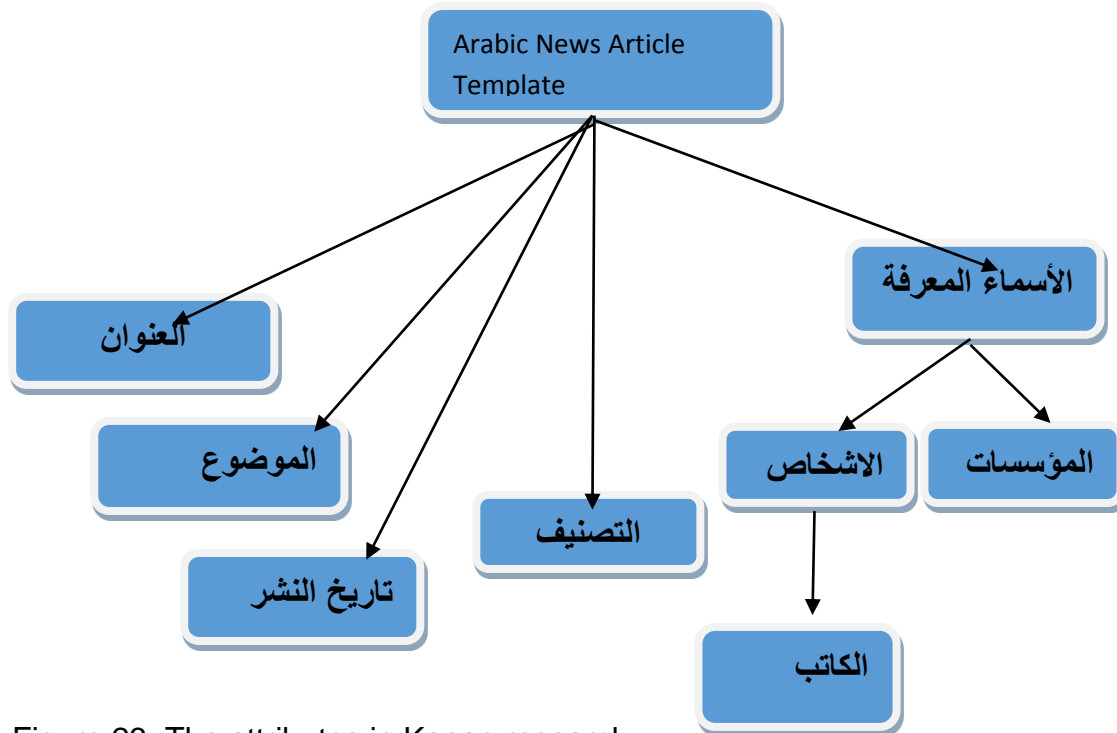 Arabic News Article
Template
الأسماء المعرفة
العنوان
الموضوع
الاشخاص
المؤسسات
التصنيف
تاريخ النشر
الكاتب